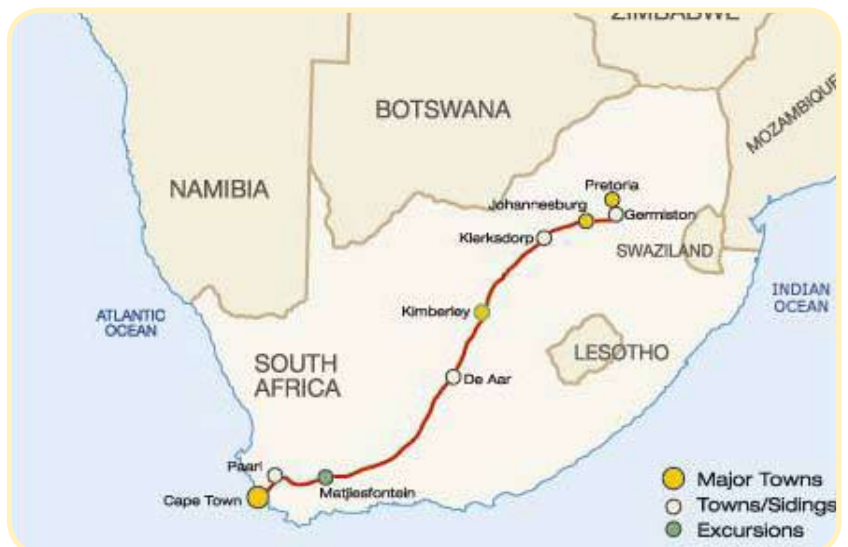 ZIMBABWE
BOTSWANA
MOZAMBIQUE
NAMIBIA
Pretoria
Johannesburg
Germiston
Klerksdorp
SWAZILAND
INDIAN
OCEAN
ATLANTIC
OCEAN
Kimberley
SOUTH
AFRICA
LESOTHO
De Aar
Paarl
Matjiesfontein
Cape Town
Major Towns
Towns/Sidings
Excursions